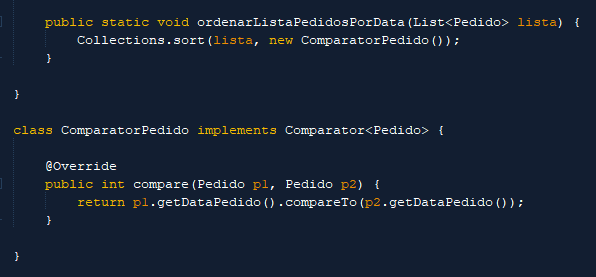 public static void ordenarListaPedidosPorData(List<Pedido> lista) {
Collections.sort(lista, new ComparatorPedido());
}
}
class ComparatorPedido implements Comparator<Pedido> {
@Override
public int compare(Pedido p1, Pedido p2) {
return p1.getDataPedido().compareTo(p2.getDataPedido());
}
}